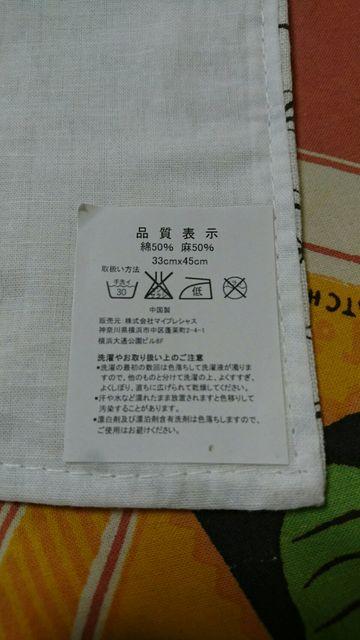 品質表示
綿50% 麻50%
33cmx45cm
取扱い方法
手洗イ
30
エンソ
サラシ
低
中国製
販売元:株式会社マイプレシャス
神奈川県横浜市中区蓬莱町2-4-1
横浜大通公園ビル8F
洗濯やお取り扱い上のご注意
•洗濯の最初の数回は色落ちして洗濯液が濁りま
すので、他のものと分けて洗濯の上、よくすすぎ、
よくしぼり、直ちに広げられて乾燥してください。
•汗や水など濡れたまま放置されますと色移りして
汚染することがあります。
•漂白剤及び漂泊剤含有洗剤は色落ちしますので、
ご使用はお避けください。
TCH